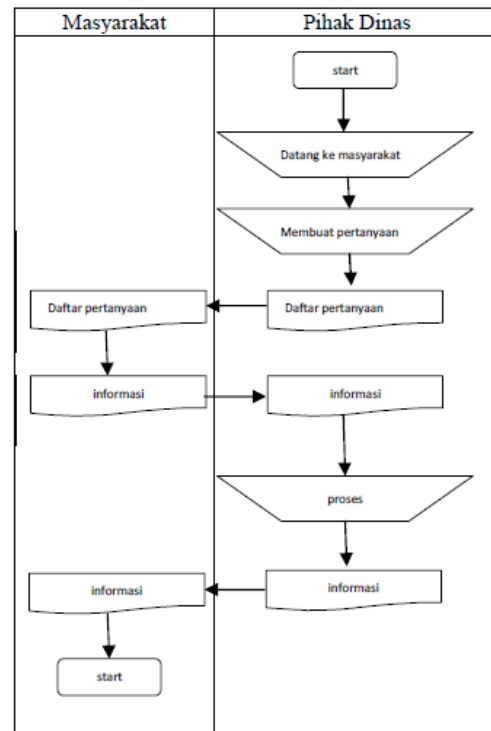 Masyarakat
Pihak Dinas
start
Datang ke masyarakat
Membuat pertanyaan
Daftar pertanyaan
Daftar pertanyaan
informasi
informasi
proses
informasi
informasi
start